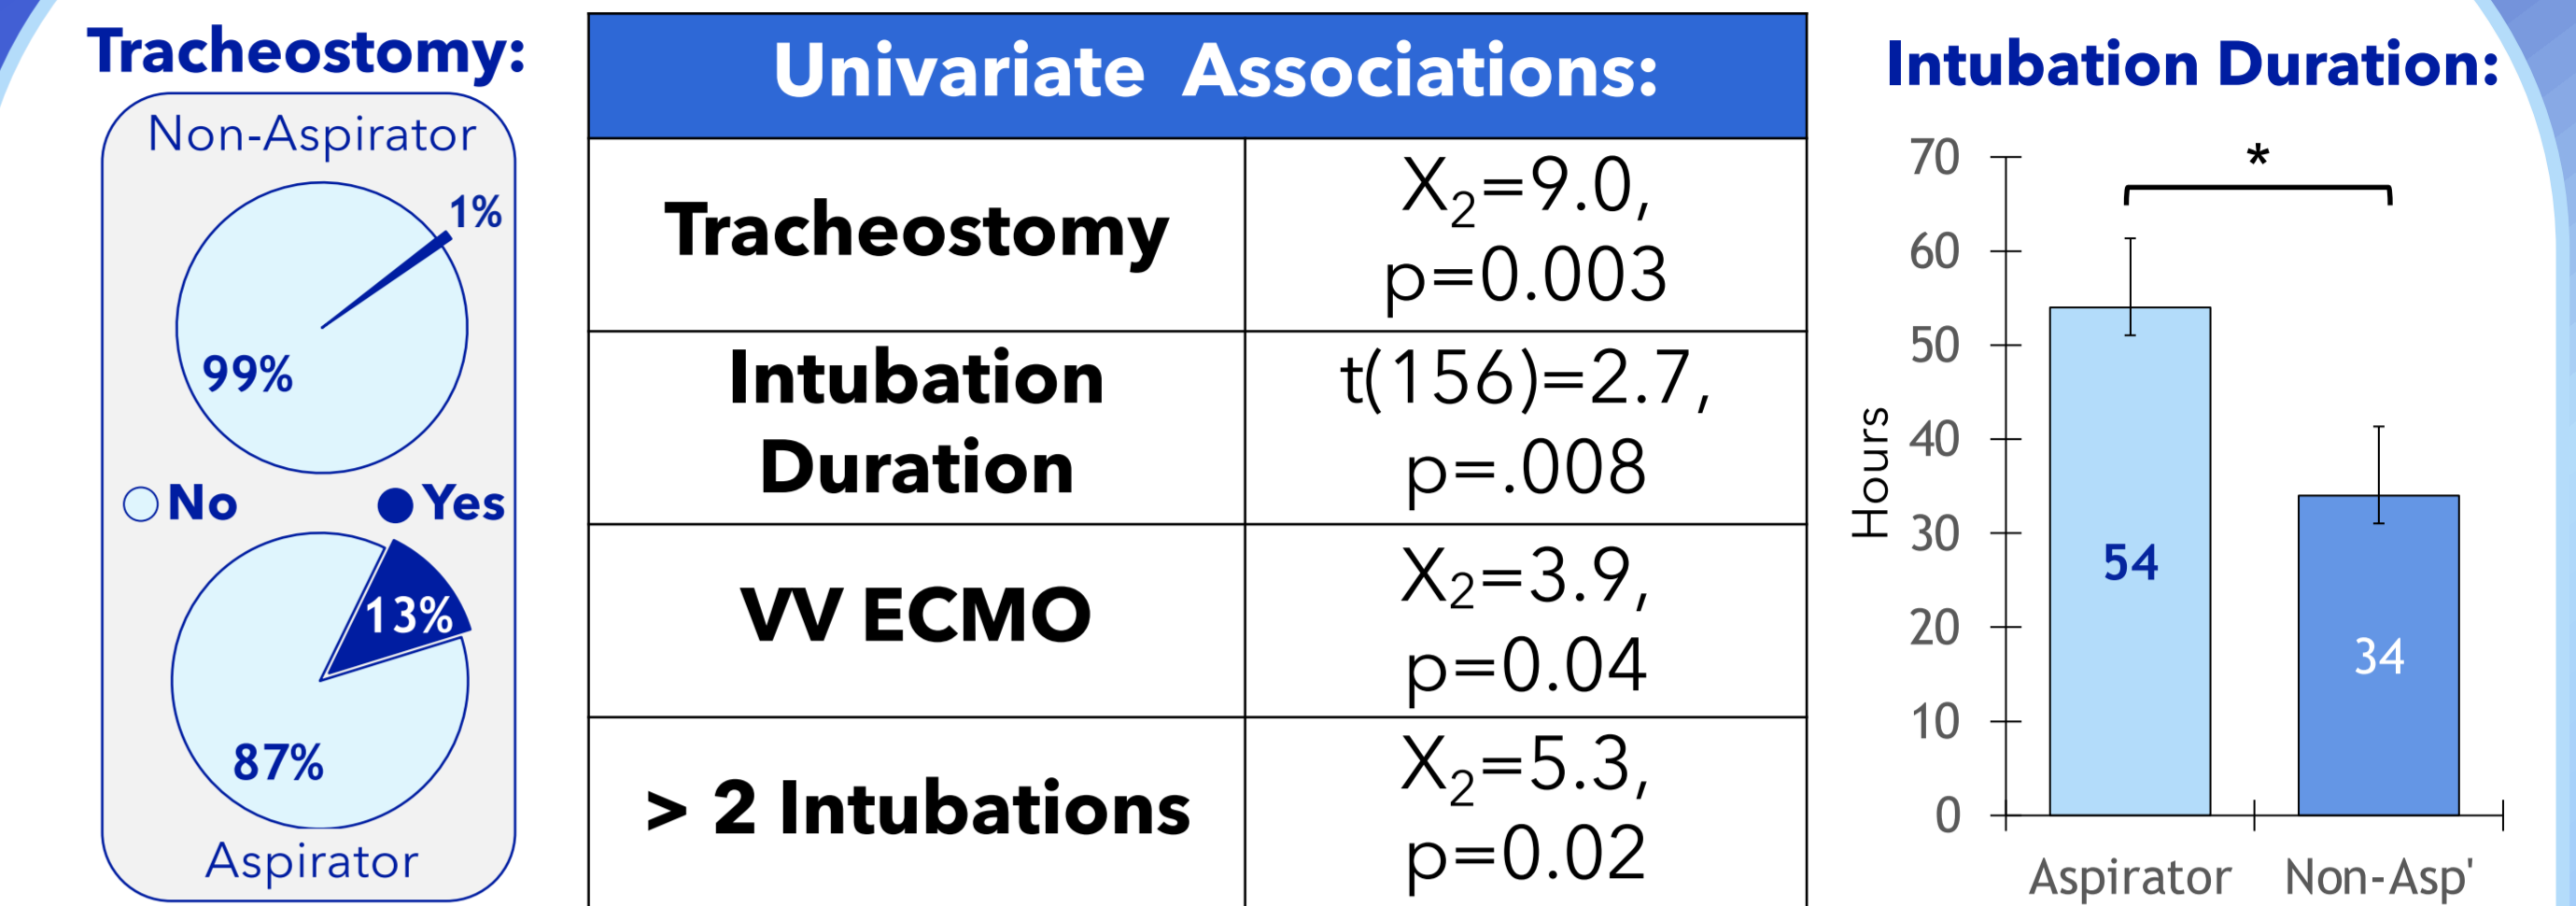 Tracheostomy:
Non-Aspirator
1%
99%
No
Yes
13%
87%
Aspirator
Univariate Associations:
Tracheostomy
X₂=9.0,
p=0.003
Intubation
Duration
t(156)=2.7,
p=.008
VV ECMO
X₂=3.9,
p=0.04
> 2 Intubations
X₂=5.3,
p=0.02
Intubation Duration:
*
70
60
50
40
30
20
10
0
Hours
54
34
Aspirator
Non-Asp'